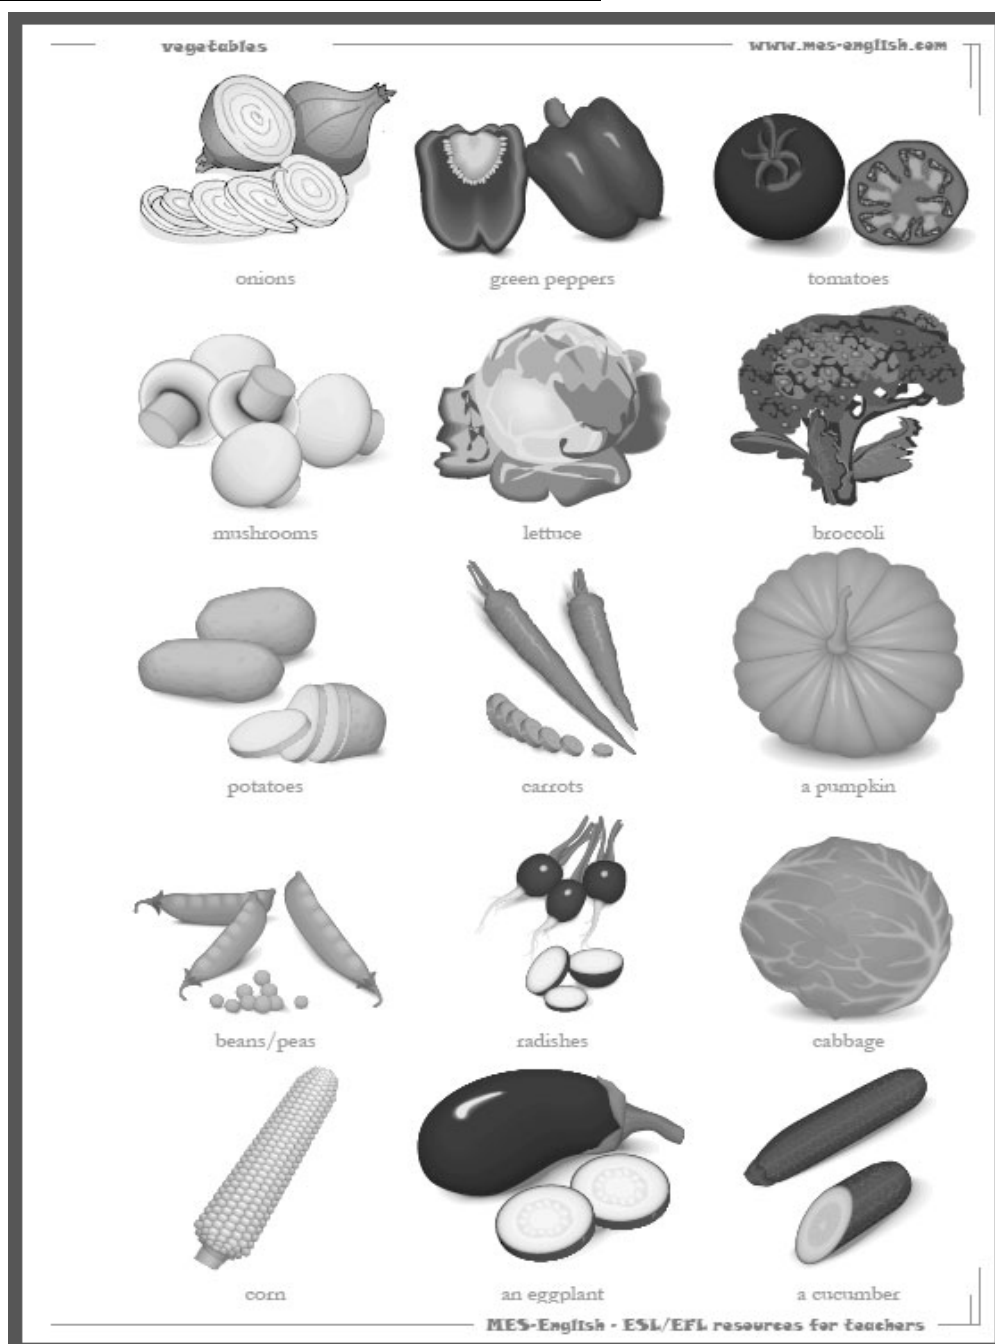 vegetables www.mes-english.com
onions green peppers tomatoes
mushrooms lettuce broccoli
potatoes carrots a pumpkin
beans/peas radishes cabbage
corn an eggplant a cucumber
MES-English - ESL/EFL resources for teachers